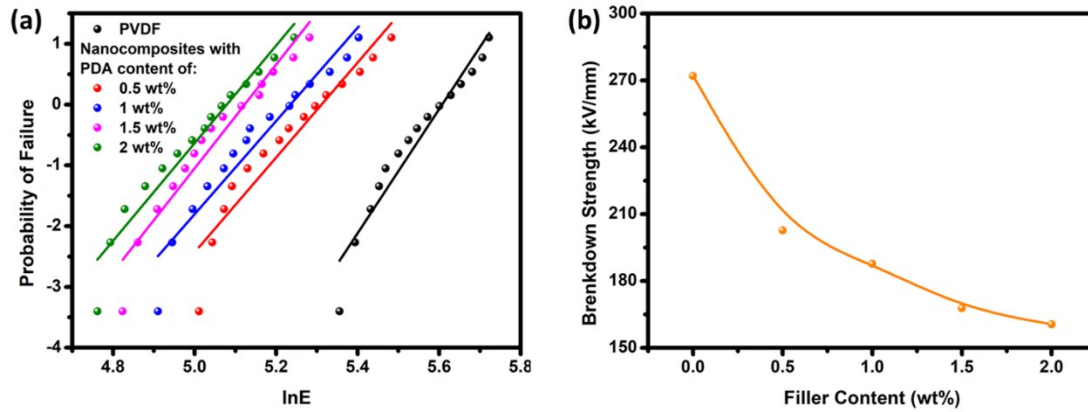 (a)
PVDF
Nanocomposites with
PDA content of:
0.5 wt%
1 wt%
1.5 wt%
2 wt%
Probability of Failure
1
0
-1
-2
-3
-4
4.8
5.0
5.2
5.4
5.6
5.8
lnE
(b)
Brenkdown Strength (kV/mm)
300
270
240
210
180
150
0.0
0.5
1.0
1.5
2.0
Filler Content (wt%)